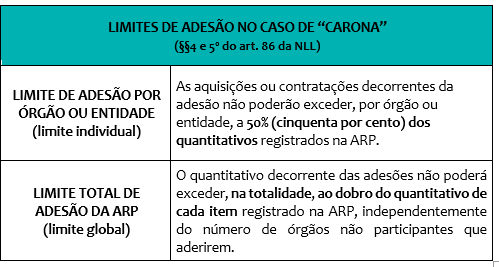 LIMITES DE ADESÃO NO CASO DE “CARONA”
(§§4 e 5º do art. 86 da NLL)
LIMITE DE ADESÃO POR
ÓRGÃO OU ENTIDADE
(limite individual)
As aquisições ou contratações decorrentes da
adesão não poderão exceder, por órgão ou
entidade, a 50% (cinquenta por cento) dos
quantitativos registrados na ARP.
LIMITE TOTAL DE
ADESÃO DA ARP
(limite global)
O quantitativo decorrente das adesões não poderá
exceder, na totalidade, ao dobro do quantitativo de
cada item registrado na ARP, independentemente
do número de órgãos não participantes que
aderirem.